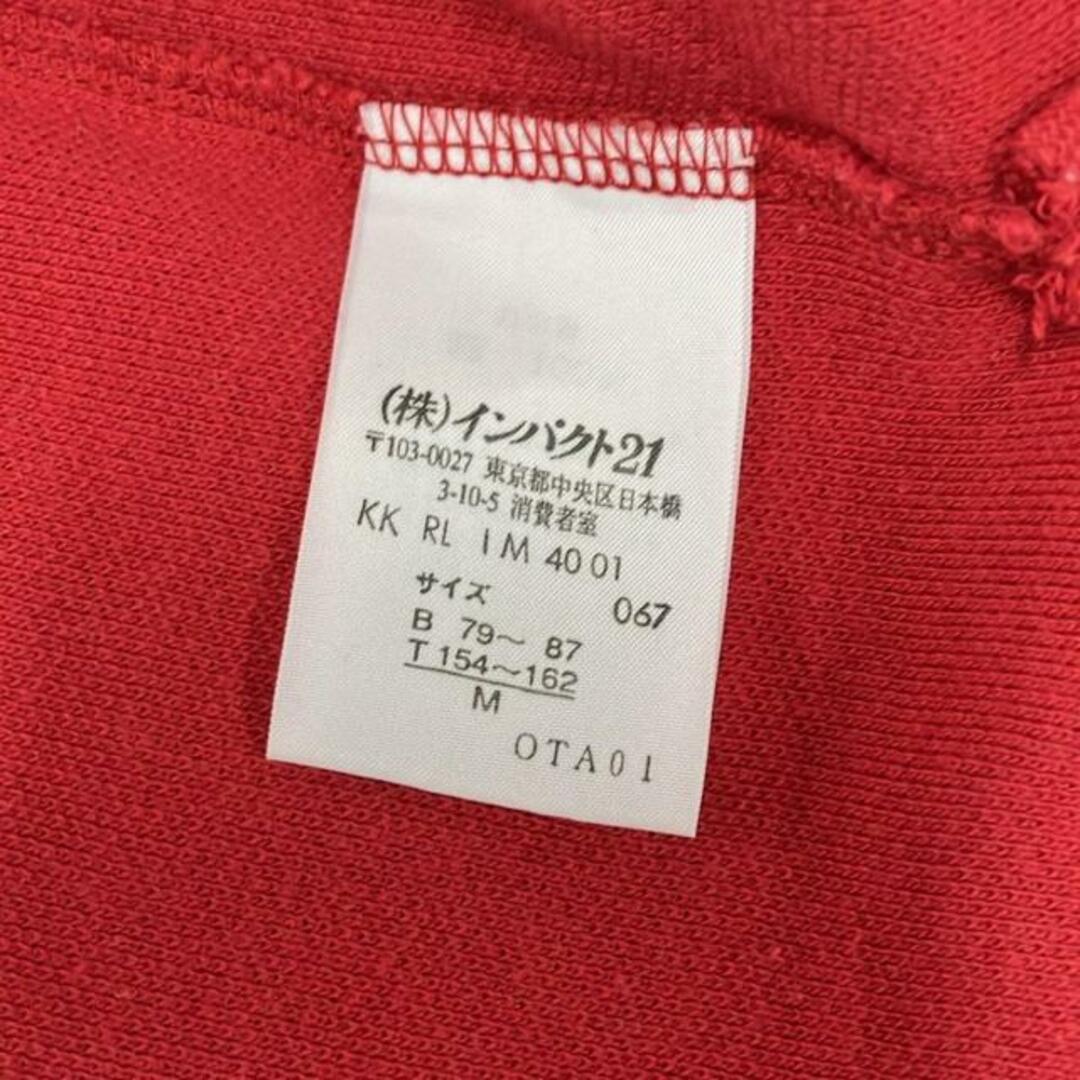 (株)インパクト21
〒103-0027 東京都中央区日本橋
3-10-5 消費者室
KK RL IM 40 01
サイズ 067
B 79～ 87
T 154～162
M
OTA01